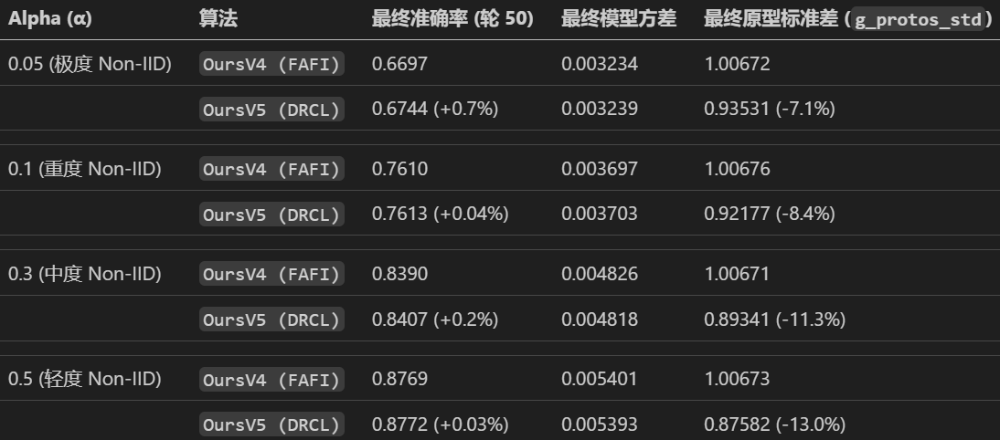 Alpha (α) 算法 最终准确率 (轮 50) 最终模型方差 最终原型标准差 (g_protos_std)
0.05 (极度 Non-IID) OursV4 (FAFI) 0.6697 0.003234 1.00672
OursV5 (DRCL) 0.6744 (+0.7%) 0.003239 0.93531 (-7.1%)
0.1 (重度 Non-IID) OursV4 (FAFI) 0.7610 0.003697 1.00676
OursV5 (DRCL) 0.7613 (+0.04%) 0.003703 0.92177 (-8.4%)
0.3 (中度 Non-IID) OursV4 (FAFI) 0.8390 0.004826 1.00671
OursV5 (DRCL) 0.8407 (+0.2%) 0.004818 0.89341 (-11.3%)
0.5 (轻度 Non-IID) OursV4 (FAFI) 0.8769 0.005401 1.00673
OursV5 (DRCL) 0.8772 (+0.03%) 0.005393 0.87582 (-13.0%)